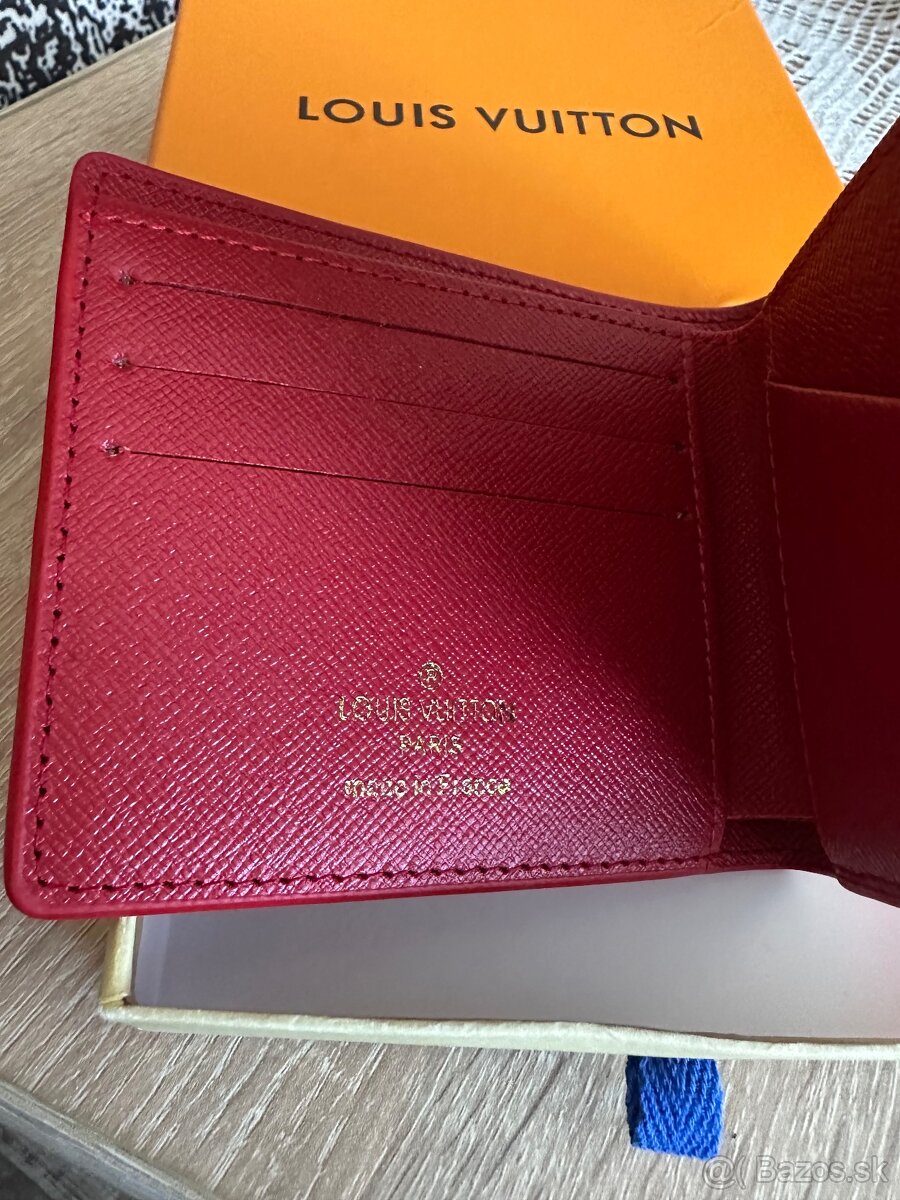 LOUIS VUITTON
®
LOUIS VUITTON
PARIS
made in France
@( Bazos.sk